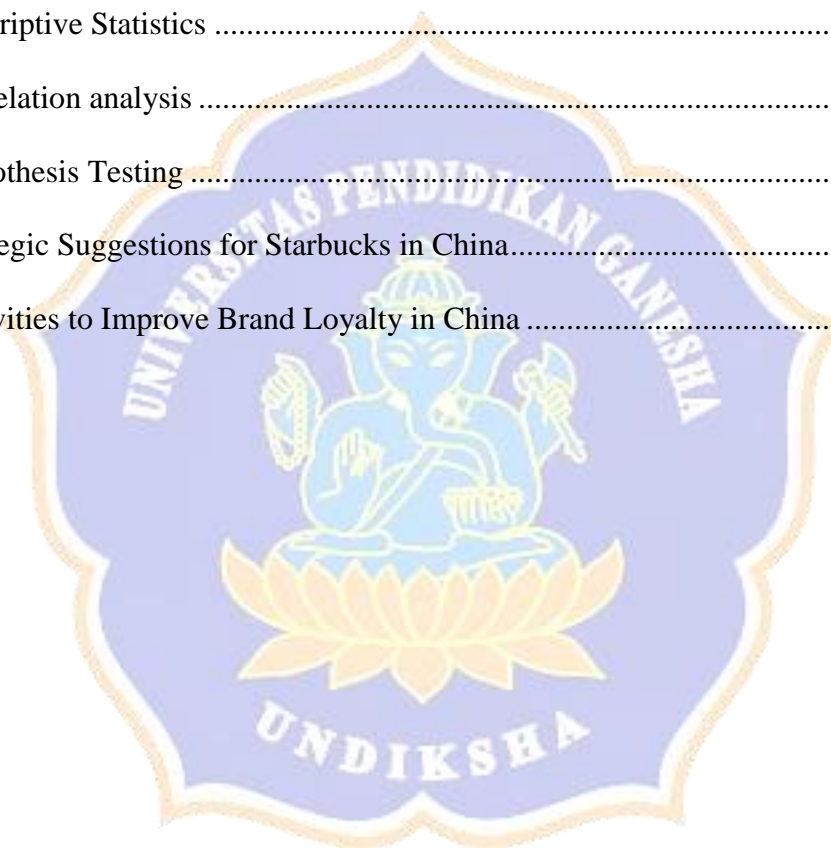 riptive Statistics ..........................................................................
elation analysis ............................................................................
othesis Testing .............................................................................
egic Suggestions for Starbucks in China......................................
vities to Improve Brand Loyalty in China ....................................
UNIVERSITAS PENDIDIKAN GANESHA
UNDIKSHA